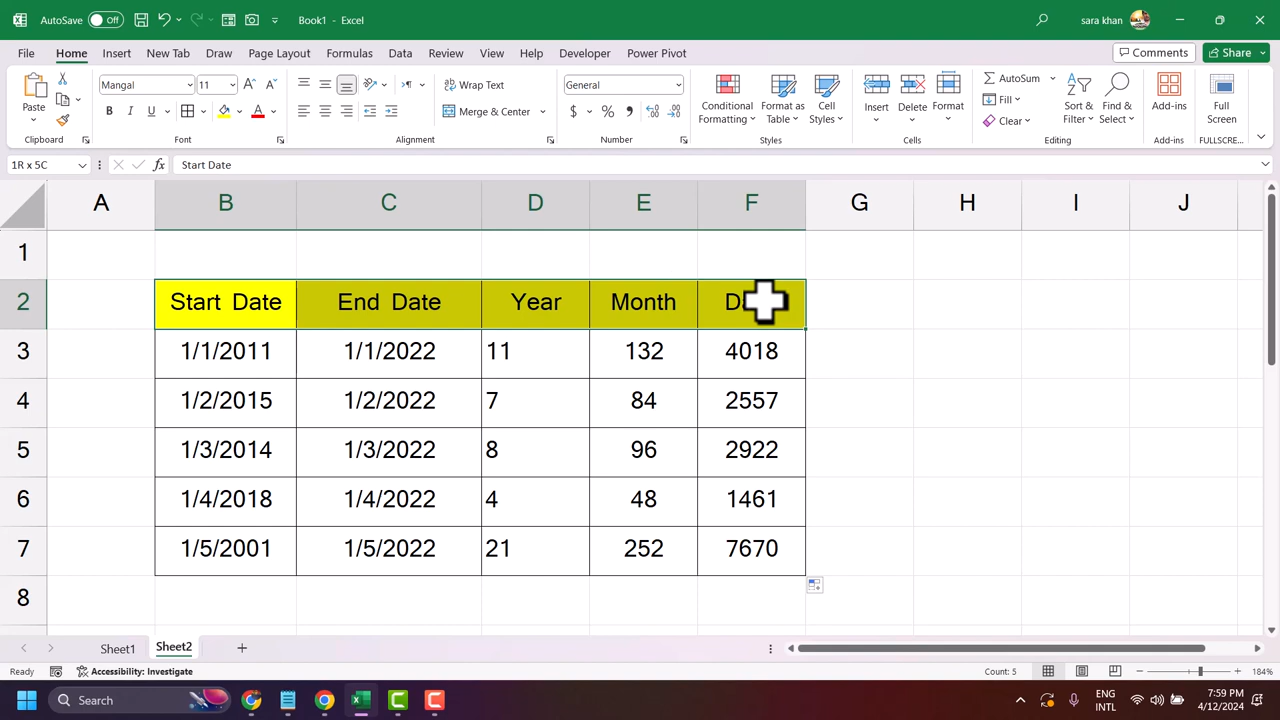 AutoSave Off Book1 - Excel sara khan
File Home Insert New Tab Draw Page Layout Formulas Data Review View Help Developer Power Pivot Comments Share
Paste Mangal 11 Wrap Text General Conditional Formatting Format as Table Cell Styles Insert Delete Format AutoSum Fill Clear Sort & Filter Find & Select Add-ins Full Screen
B I U A Merge & Center $ %
Clipboard Font Alignment Number Styles Cells Editing Add-ins FULLSCREE...
1R x 5C fx Start Date
A B C D E F G H I J
1
2 Start Date End Date Year Month
3 1/1/2011 1/1/2022 11 132 4018
4 1/2/2015 1/2/2022 7 84 2557
5 1/3/2014 1/3/2022 8 96 2922
6 1/4/2018 1/4/2022 4 48 1461
7 1/5/2001 1/5/2022 21 252 7670
8
Sheet1 Sheet2
Ready Accessibility: Investigate Count: 5 184%
Search ENG INTL 7:59 PM 4/12/2024